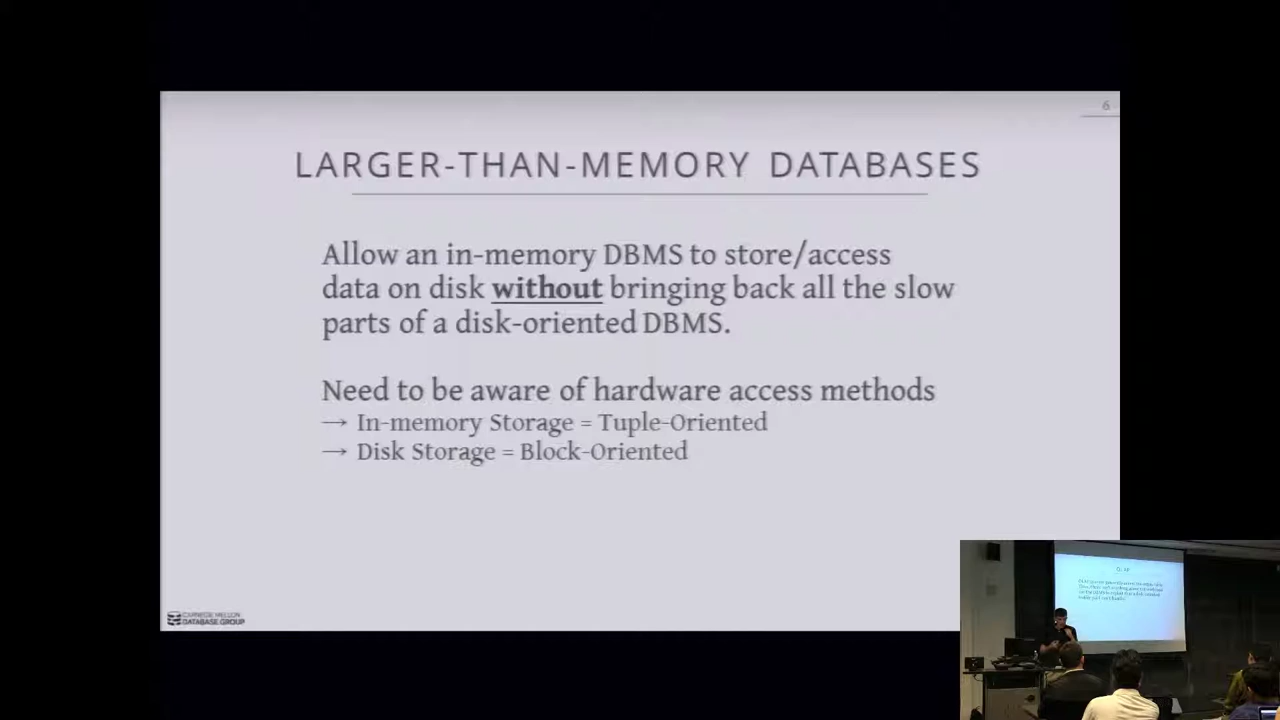 6
LARGER-THAN-MEMORY DATABASES
Allow an in-memory DBMS to store/access
data on disk without bringing back all the slow
parts of a disk-oriented DBMS.
Need to be aware of hardware access methods
→ In-memory Storage = Tuple-Oriented
→ Disk Storage = Block-Oriented
CARNEGIE MELLON
DATABASE GROUP